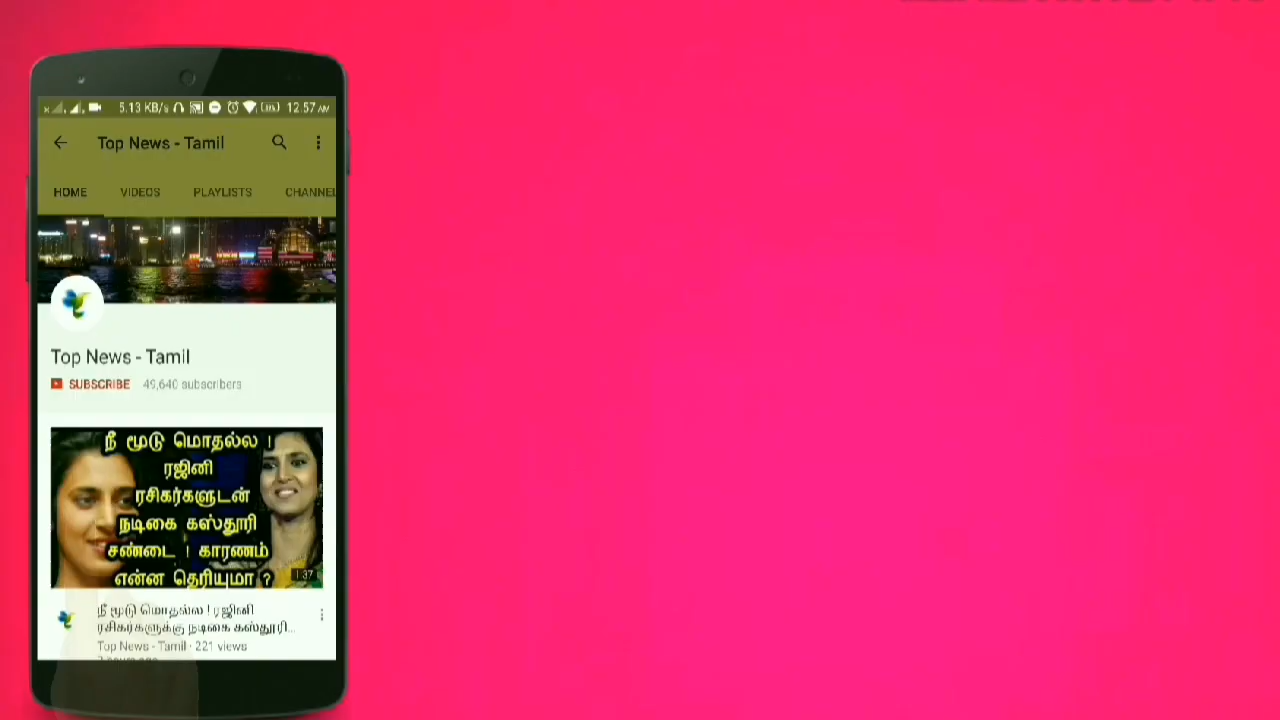 5.13 KB/s 12:57 AM
Top News - Tamil
HOME VIDEOS PLAYLISTS CHANNEL
Top News - Tamil
SUBSCRIBE 49,640 subscribers
நீ மூடு மொதல்ல !
ரஜினி
ரசிகர்களுடன்
நடிகை கஸ்தூரி
சண்டை ! காரணம்
என்ன தெரியுமா ?
1:37
நீ மூடு மொதல்ல ! ரஜினி
ரசிகர்களுக்கு நடிகை கஸ்தூரி...
Top News - Tamil · 221 views